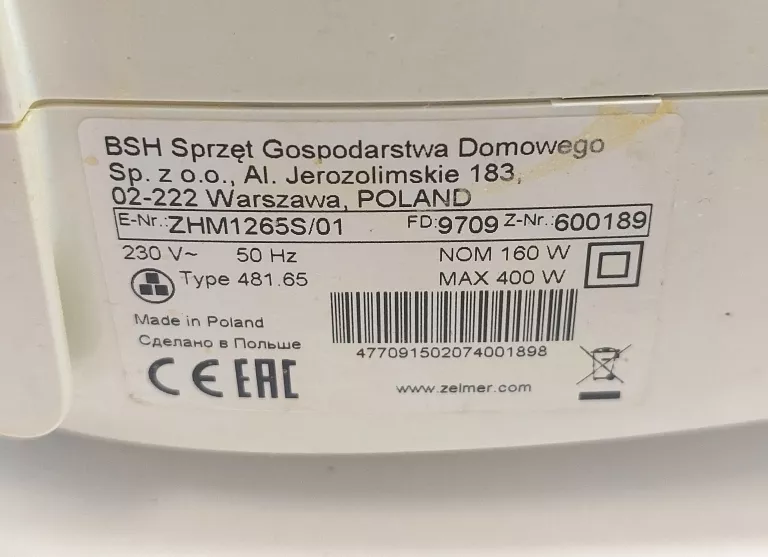 BSH Sprzęt Gospodarstwa Domowego
Sp. z o.o., Al. Jerozolimskie 183,
02-222 Warszawa, POLAND
E-Nr.:ZHM1265S/01 FD:9709 Z-Nr.:600189
230 V~ 50 Hz NOM 160 W
Type 481.65 MAX 400 W
Made in Poland
Сделано в Польше
477091502074001898
CE EAC www.zelmer.com